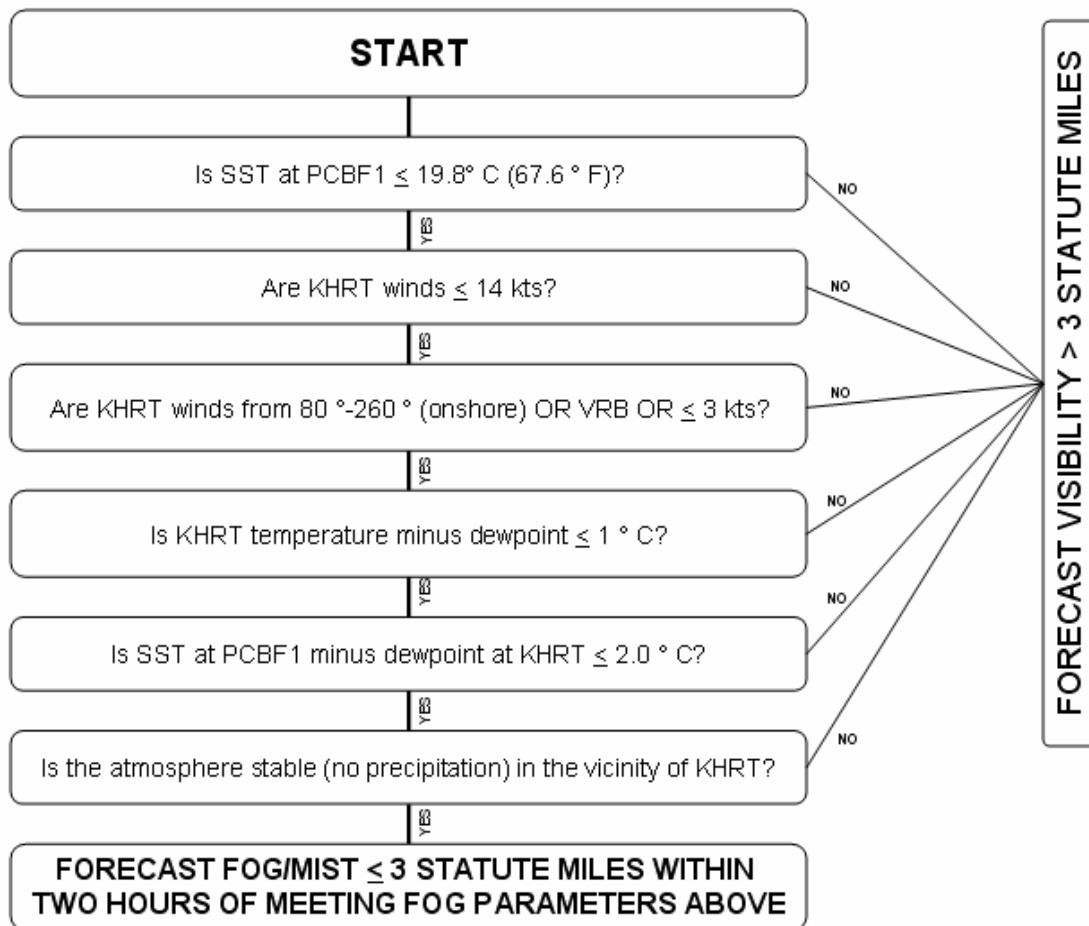 START
Is SST at PCBF1 ≤ 19.8° C (67.6 ° F)?
NO
YES
Are KHRT winds ≤ 14 kts?
NO
YES
Are KHRT winds from 80 °-260 ° (onshore) OR VRB OR ≤ 3 kts?
NO
YES
Is KHRT temperature minus dewpoint ≤ 1 ° C?
NO
YES
Is SST at PCBF1 minus dewpoint at KHRT ≤ 2.0 ° C?
NO
YES
Is the atmosphere stable (no precipitation) in the vicinity of KHRT?
NO
YES
FORECAST FOG/MIST ≤ 3 STATUTE MILES WITHIN
TWO HOURS OF MEETING FOG PARAMETERS ABOVE
FORECAST VISIBILITY > 3 STATUTE MILES